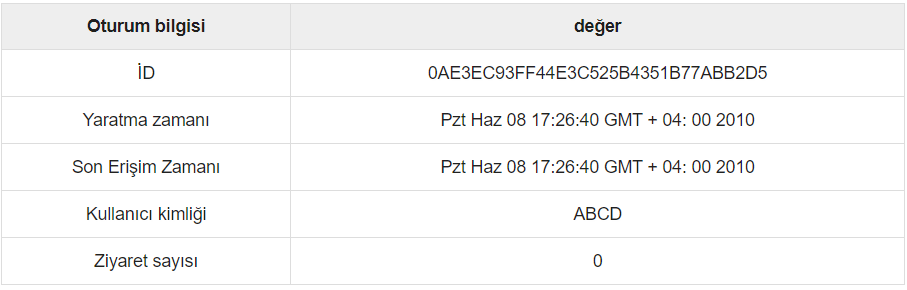 Oturum bilgisi değer
İD 0AE3EC93FF44E3C525B4351B77ABB2D5
Yaratma zamanı Pzt Haz 08 17:26:40 GMT + 04: 00 2010
Son Erişim Zamanı Pzt Haz 08 17:26:40 GMT + 04: 00 2010
Kullanıcı kimliği ABCD
Ziyaret sayısı 0